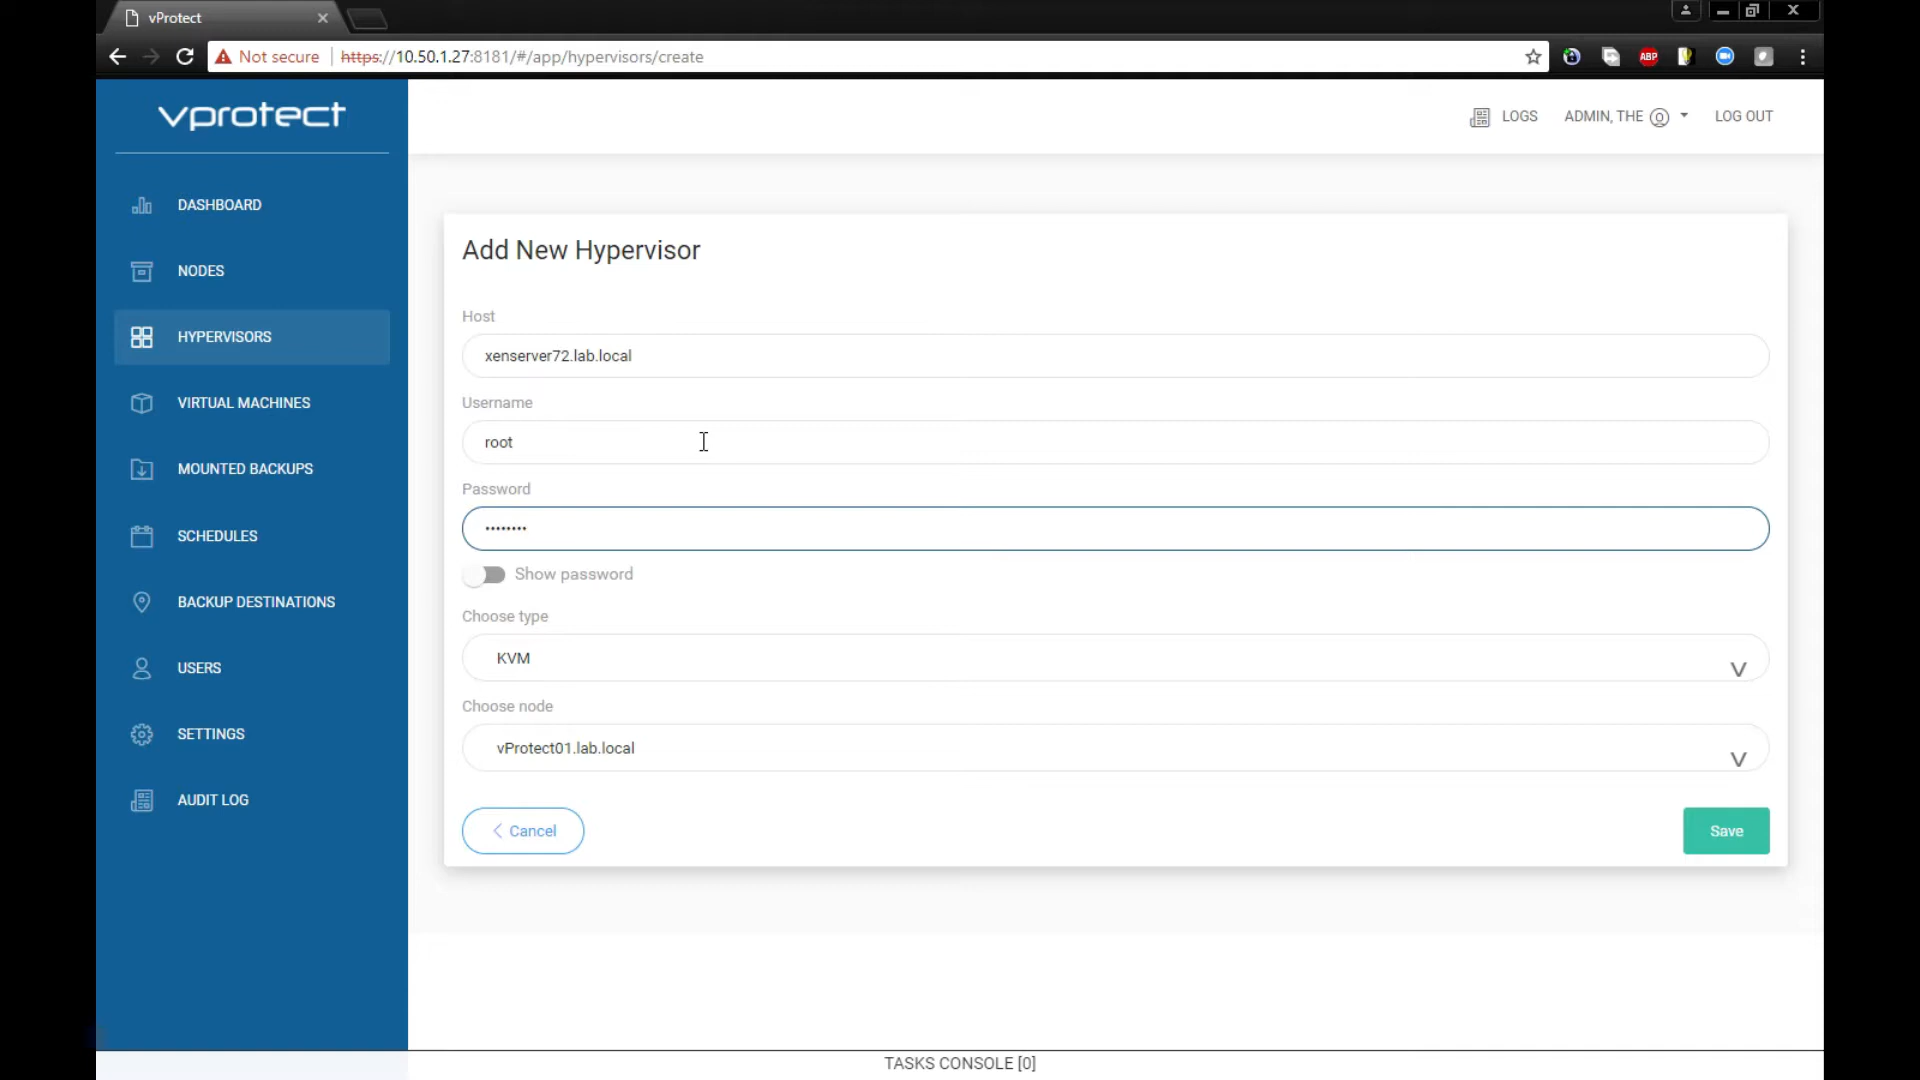 vProtect
Not secure
https://10.50.1.27:8181/#/app/hypervisors/create
ABP
vprotect
LOGS
ADMIN, THE
LOG OUT
DASHBOARD
NODES
HYPERVISORS
VIRTUAL MACHINES
MOUNTED BACKUPS
SCHEDULES
BACKUP DESTINATIONS
USERS
SETTINGS
AUDIT LOG
Add New Hypervisor
Host
xenserver72.lab.local
Username
root
Password
••••••••
Show password
Choose type
KVM
Choose node
vProtect01.lab.local
Cancel
Save
TASKS CONSOLE [0]